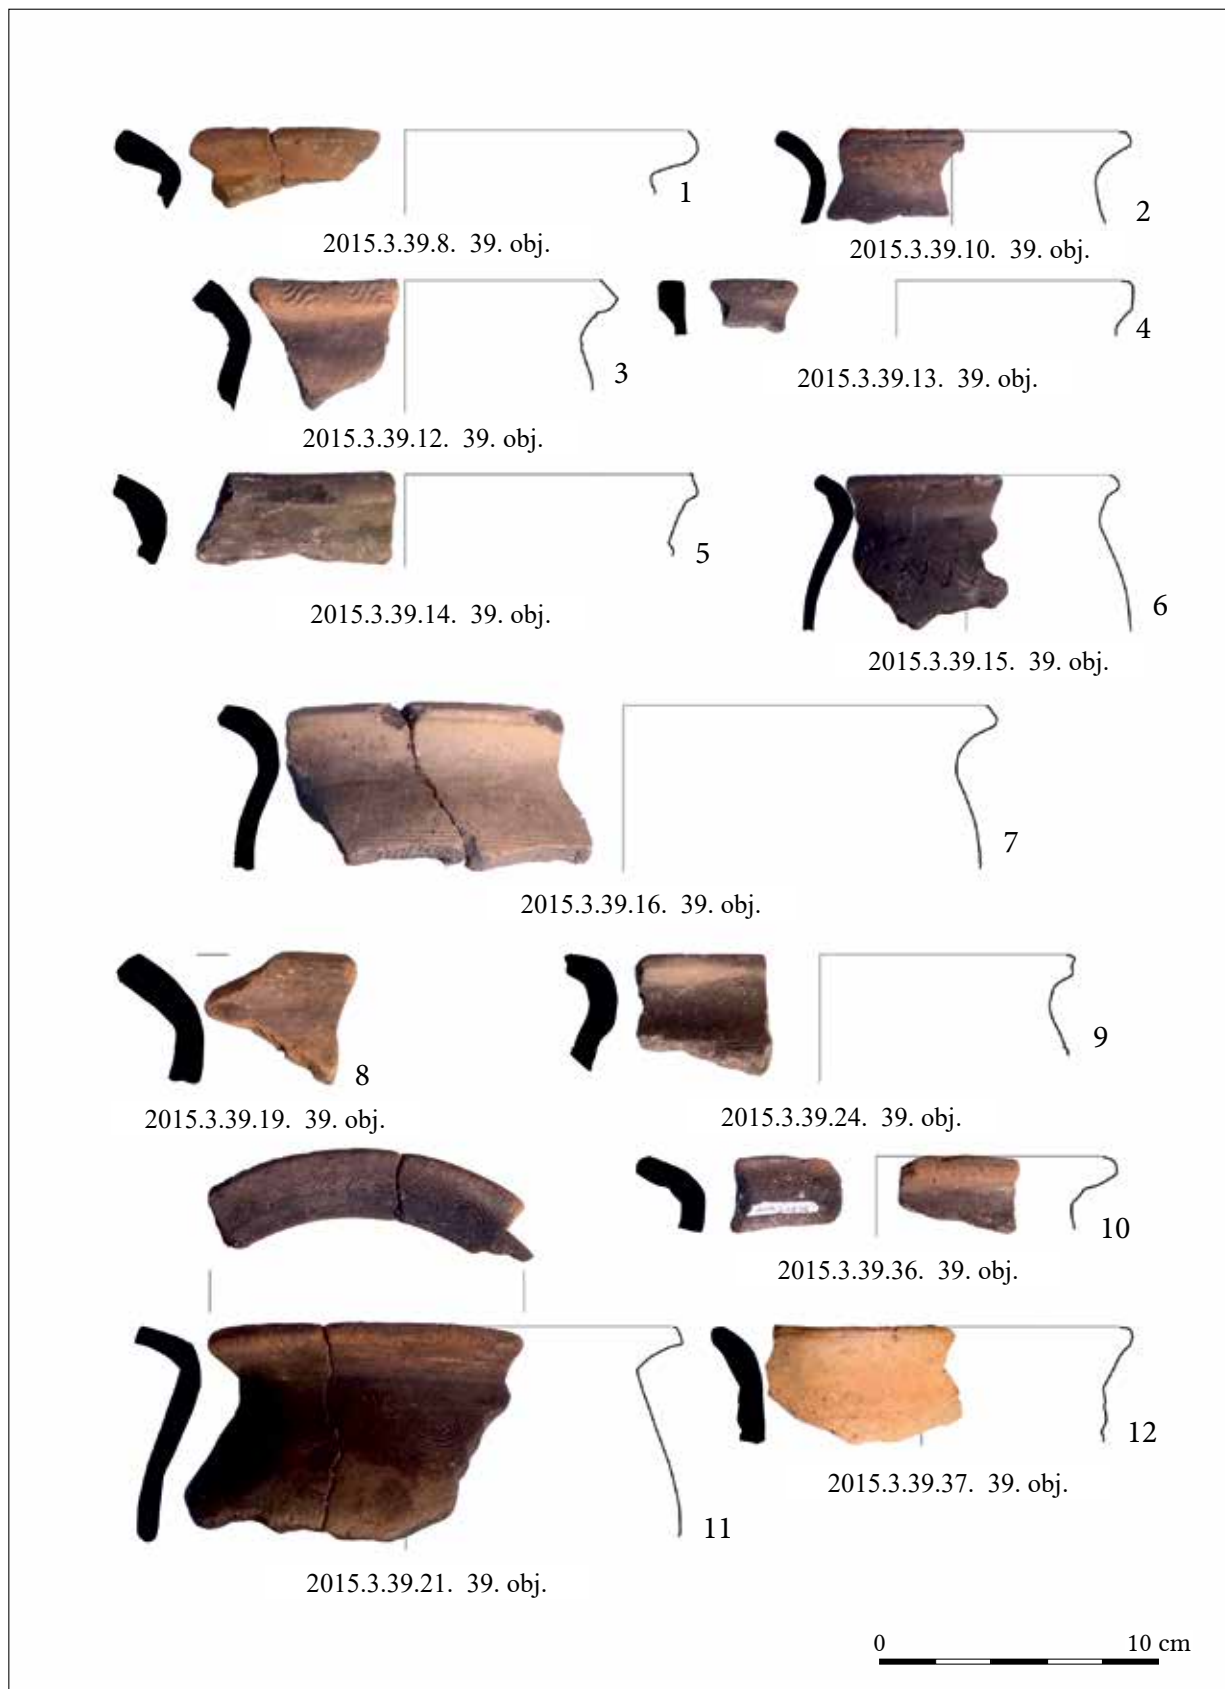 1
2015.3.39.8. 39. obj.
2
2015.3.39.10. 39. obj.
3
2015.3.39.12. 39. obj.
4
2015.3.39.13. 39. obj.
5
2015.3.39.14. 39. obj.
6
2015.3.39.15. 39. obj.
7
2015.3.39.16. 39. obj.
8
2015.3.39.19. 39. obj.
9
2015.3.39.24. 39. obj.
10
2015.3.39.36. 39. obj.
11
2015.3.39.21. 39. obj.
12
2015.3.39.37. 39. obj.
0 10 cm